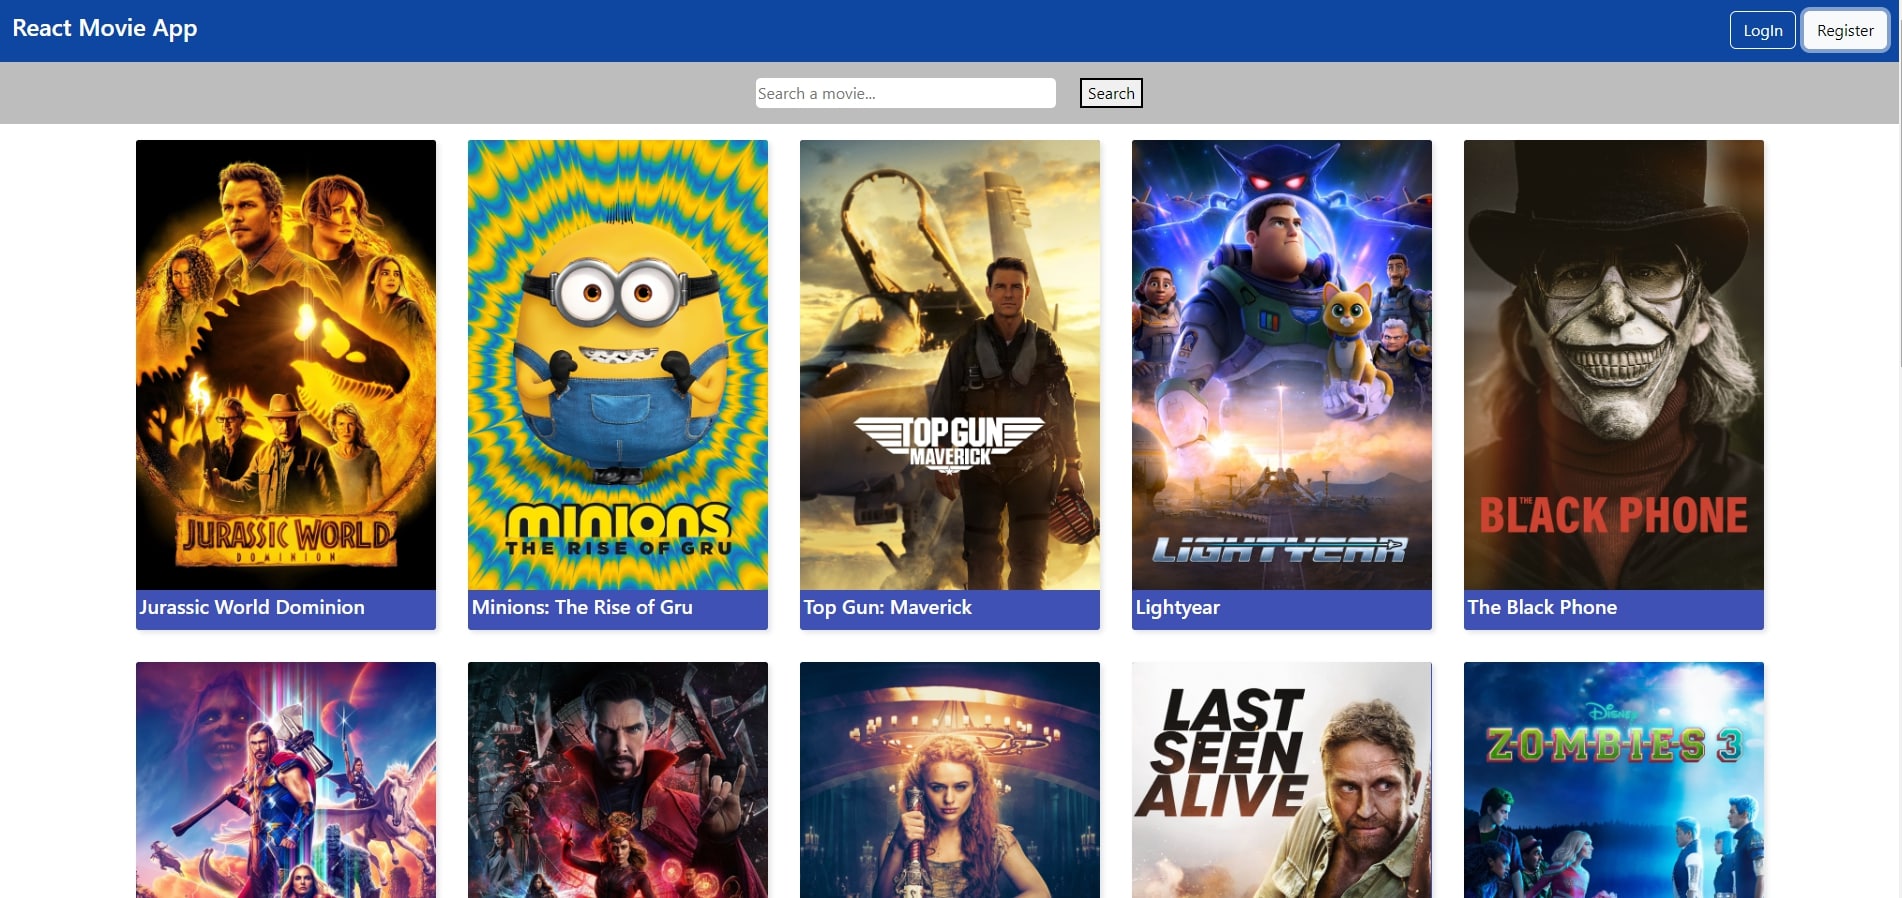 React Movie App
LogIn
Register
Search a movie...
Search
JURASSIC WORLD
DOMINION
Jurassic World Dominion
minions
THE RISE OF GRU
Minions: The Rise of Gru
TOP GUN
MAVERICK
Top Gun: Maverick
LIGHTYEAR
Lightyear
THE
BLACK PHONE
The Black Phone
LAST
SEEN
ALIVE
Disney
ZOMBIES 3